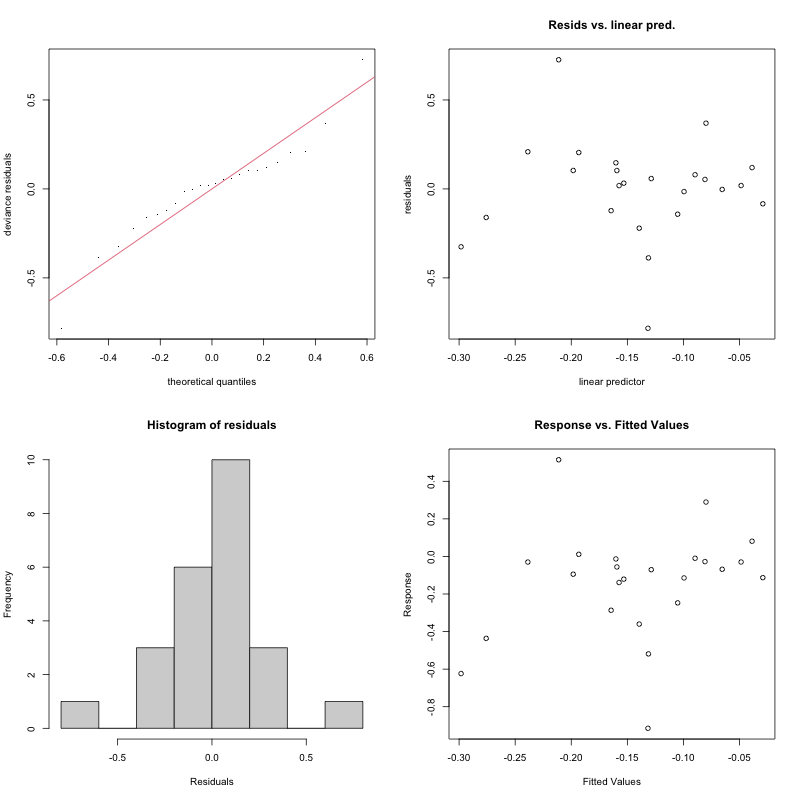 deviance residuals
0.5
0.0
-0.5
-0.6 -0.4 -0.2 0.0 0.2 0.4 0.6
theoretical quantiles
Resids vs. linear pred.
residuals
0.5
0.0
-0.5
-0.30 -0.25 -0.20 -0.15 -0.10 -0.05
linear predictor
Histogram of residuals
Frequency
10
8
6
4
2
0
-0.5 0.0 0.5
Residuals
Response vs. Fitted Values
Response
0.4
0.2
0.0
-0.2
-0.4
-0.6
-0.8
-0.30 -0.25 -0.20 -0.15 -0.10 -0.05
Fitted Values